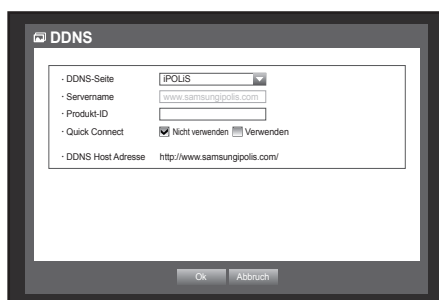 DDNS
· DDNS-Seite iPOLiS
· Servername www.samsungipolis.com
· Produkt-ID
· Quick Connect Nicht verwenden Verwenden
· DDNS Host Adresse http://www.samsungipolis.com/
Ok Abbruch